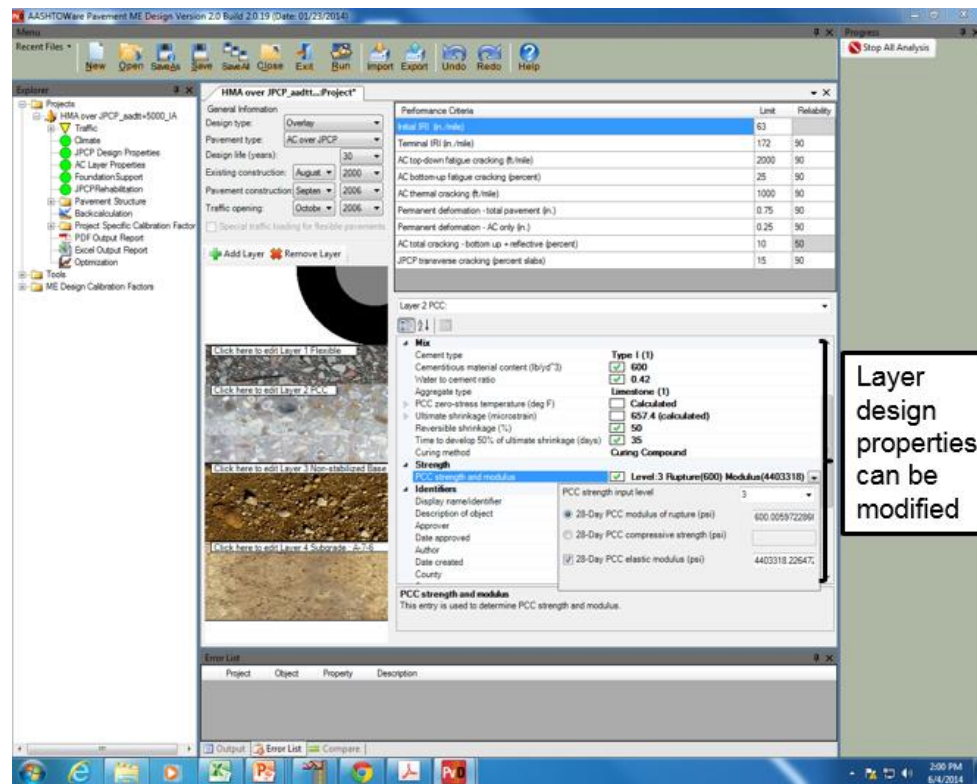 AASHTOWare Pavement ME Design Version 2.0 Build 2.0.19 (Date: 01/23/2014)
Menu
Recent Files
New Open SaveAs Save SaveAll Close Exit Run Import Export Undo Redo Help
Progress
Stop All Analysis
Explorer
Projects
HMA over JPCP_aadtt=5000_IA
Traffic
Climate
JPCP Design Properties
AC Layer Properties
Foundation Support
JPCP Rehabilitation
Pavement Structure
Backcalculation
Project Specific Calibration Factor
PDF Output Report
Excel Output Report
Optimization
Tools
ME Design Calibration Factors
HMA over JPCP_aadtt...:Project*
General Information
Design type: Overlay
Pavement type: AC over JPCP
Design life (years): 30
Existing construction: August 2000
Pavement construction: Septen 2006
Traffic opening: Octobe 2006
Special traffic loading for flexible pavements
Add Layer Remove Layer
Click here to edit Layer 1 Flexible
Click here to edit Layer 2 PCC
Click here to edit Layer 3 Non-stabilized Base
Click here to edit Layer 4 Subgrade : A-7-6
Performance Criteria Limit Reliability
Initial IRI (in./mile) 63
Terminal IRI (in./mile) 172 90
AC top-down fatigue cracking (ft/mile) 2000 90
AC bottom-up fatigue cracking (percent) 25 90
AC thermal cracking (ft/mile) 1000 90
Permanent deformation - total pavement (in.) 0.75 90
Permanent deformation - AC only (in.) 0.25 90
AC total cracking - bottom up + reflective (percent) 10 50
JPCP transverse cracking (percent slabs) 15 90
Layer 2 PCC:
Mix
Cement type Type I (1)
Cementitious material content (lb/yd^3) 600
Water to cement ratio 0.42
Aggregate type Limestone (1)
PCC zero-stress temperature (deg F) Calculated
Ultimate shrinkage (microstrain) 657.4 (calculated)
Reversible shrinkage (%) 50
Time to develop 50% of ultimate shrinkage (days) 35
Curing method Curing Compound
Strength
PCC strength and modulus Level:3 Rupture(600) Modulus(4403318)
Identifiers
Display name/identifier
Description of object
Approver
Date approved
Author
Date created
County
PCC strength input level 3
28-Day PCC modulus of rupture (psi)
28-Day PCC compressive strength (psi)
28-Day PCC elastic modulus (psi) 4403318.22647
PCC strength and modulus
This entry is used to determine PCC strength and modulus.
Layer
design
properties
can be
modified
Error List
Project Object Property Description
Output Error List Compare
2:00 PM
6/4/2014